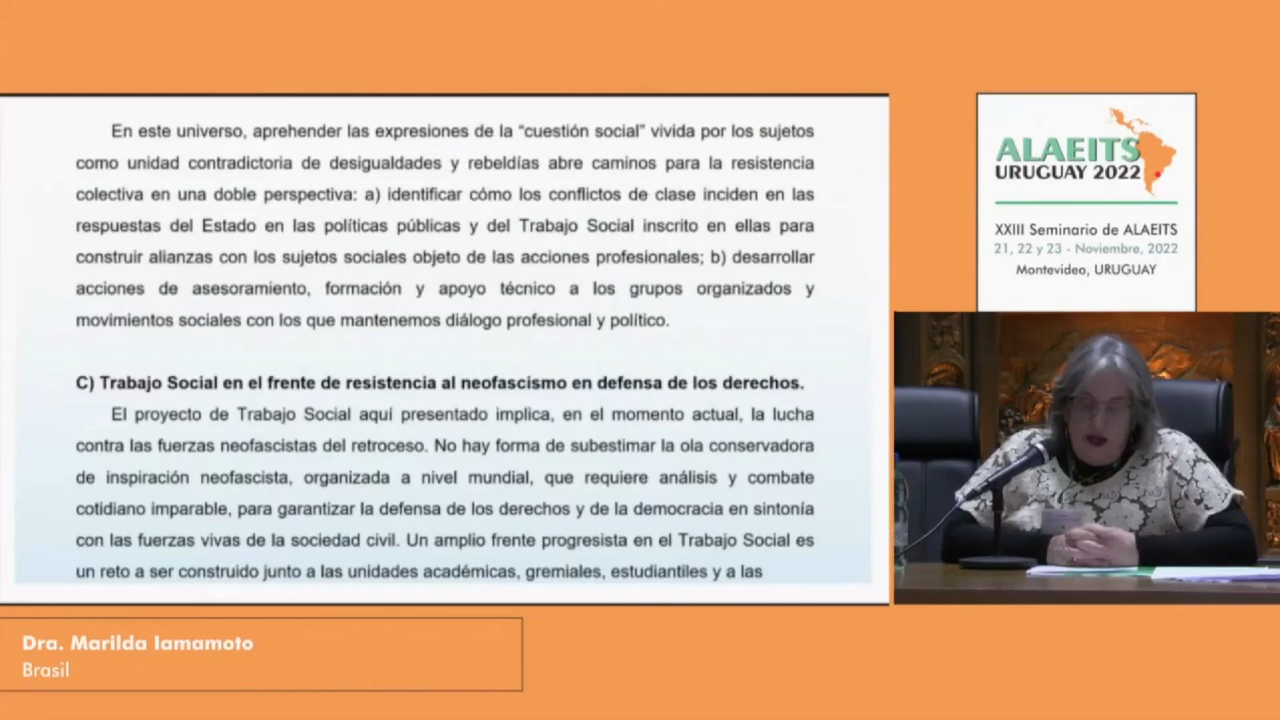 En este universo, aprehender las expresiones de la “cuestión social” vivida por los sujetos
como unidad contradictoria de desigualdades y rebeldías abre caminos para la resistencia
colectiva en una doble perspectiva: a) identificar cómo los conflictos de clase inciden en las
respuestas del Estado en las políticas públicas y del Trabajo Social inscrito en ellas para
construir alianzas con los sujetos sociales objeto de las acciones profesionales; b) desarrollar
acciones de asesoramiento, formación y apoyo técnico a los grupos organizados y
movimientos sociales con los que mantenemos diálogo profesional y político.
C) Trabajo Social en el frente de resistencia al neofascismo en defensa de los derechos.
El proyecto de Trabajo Social aquí presentado implica, en el momento actual, la lucha
contra las fuerzas neofascistas del retroceso. No hay forma de subestimar la ola conservadora
de inspiración neofascista, organizada a nivel mundial, que requiere análisis y combate
cotidiano imparable, para garantizar la defensa de los derechos y de la democracia en sintonía
con las fuerzas vivas de la sociedad civil. Un amplio frente progresista en el Trabajo Social es
un reto a ser construido junto a las unidades académicas, gremiales, estudiantiles y a las
ALAEITS
URUGUAY 2022
XXIII Seminario de ALAEITS
21, 22 y 23 - Noviembre, 2022
Montevideo, URUGUAY
Dra. Marilda Iamamoto
Brasil